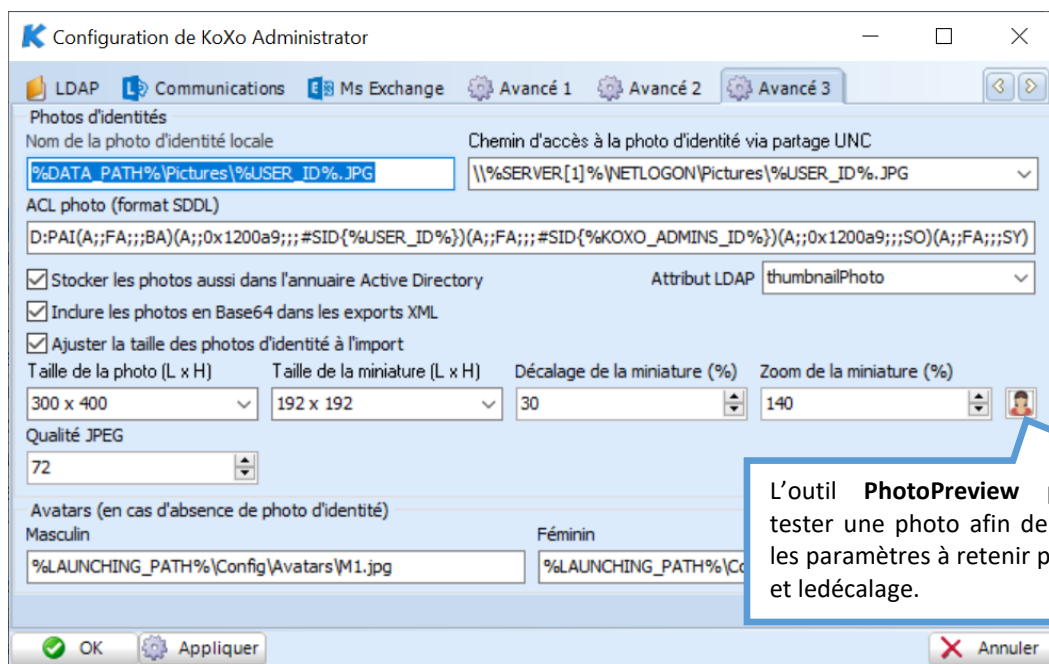 Configuration de KoXo Administrator
LDAP Communications Ms Exchange Avancé 1 Avancé 2 Avancé 3
Photos d'identités
Nom de la photo d'identité locale Chemin d'accès à la photo d'identité via partage UNC
%DATA_PATH%\Pictures\%USER_ID%.JPG \\%SERVER[1]%\NETLOGON\Pictures\%USER_ID%.JPG
ACL photo (format SDDL)
D:PAI(A;;FA;;;BA)(A;;0x1200a9;;;#SID{%USER_ID%})(A;;FA;;;#SID{%KOXO_ADMINS_ID%})(A;;0x1200a9;;;SO)(A;;FA;;;SY)
Stocker les photos aussi dans l'annuaire Active Directory Attribut LDAP thumbnailPhoto
Inclure les photos en Base64 dans les exports XML
Ajuster la taille des photos d'identité à l'import
Taille de la photo (L x H) Taille de la miniature (L x H) Décalage de la miniature (%) Zoom de la miniature (%)
300 x 400 192 x 192 30 140
Qualité JPEG
72
L'outil PhotoPreview
tester une photo afin de
les paramètres à retenir
et ledécalage.
Avatars (en cas d'absence de photo d'identité)
Masculin Féminin
%LAUNCHING_PATH%\Config\Avatars\M1.jpg %LAUNCHING_PATH%\Co
OK Appliquer Annuler